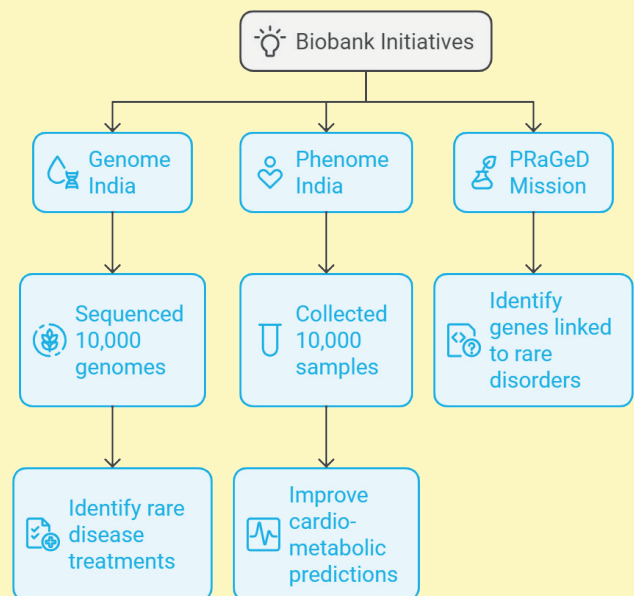 Biobank Initiatives
Genome
India
Phenome
India
PRaGeD
Mission
Sequenced
10,000
genomes
Collected
10,000
samples
Identify
genes linked
to rare
disorders
Identify rare
disease
treatments
Improve
cardio-
metabolic
predictions